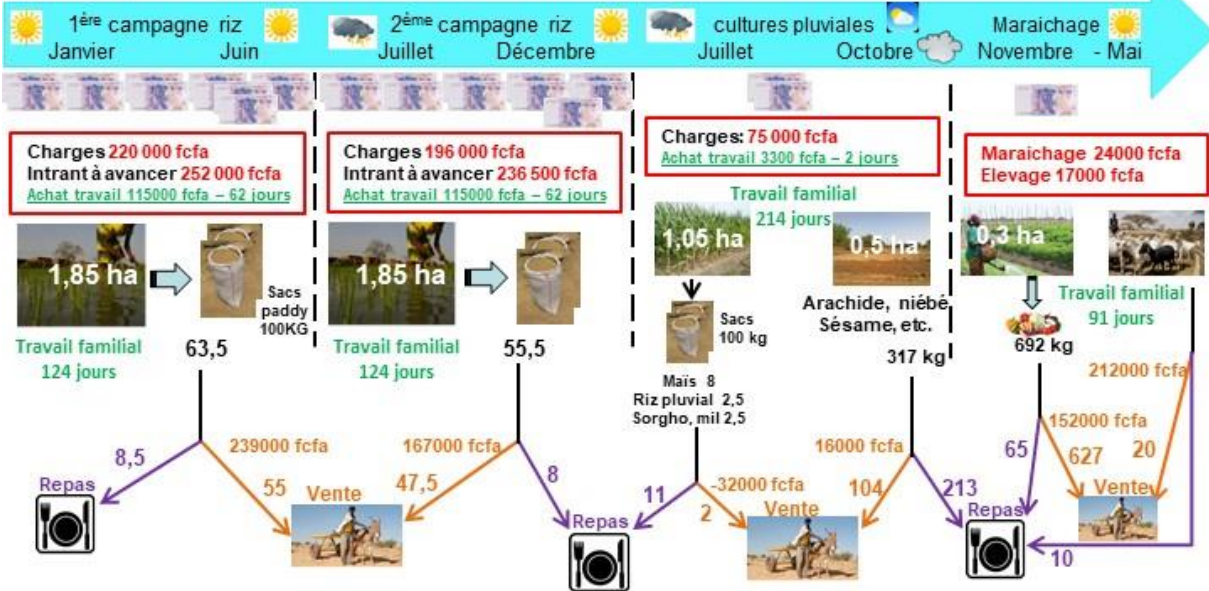 1ère campagne riz
Janvier Juin
2ème campagne riz
Juillet Décembre
cultures pluviales
Juillet Octobre
Maraichage
Novembre - Mai
Charges 220 000 fcfa
Intrant à avancer 252 000 fcfa
Achat travail 115000 fcfa – 62 jours
Charges 196 000 fcfa
Intrant à avancer 236 500 fcfa
Achat travail 115000 fcfa – 62 jours
Charges: 75 000 fcfa
Achat travail 3300 fcfa – 2 jours
Maraichage 24000 fcfa
Elevage 17000 fcfa
1,85 ha
Sacs
paddy
100KG
Travail familial
124 jours
63,5
1,85 ha
Travail familial
124 jours
55,5
Travail familial
214 jours
1,05 ha
0,5 ha
Sacs
100 kg
Arachide, niébé
Sésame, etc.
317 kg
Maïs 8
Riz pluvial 2,5
Sorgho, mil 2,5
0,3 ha
Travail familial
91 jours
692 kg
212000 fcfa
8,5
239000 fcfa
55
Repas
167000 fcfa
47,5
Vente
8
Repas
11
-32000 fcfa
2
Vente
16000 fcfa
104
213
Repas
65
152000 fcfa
627
20
Vente
10